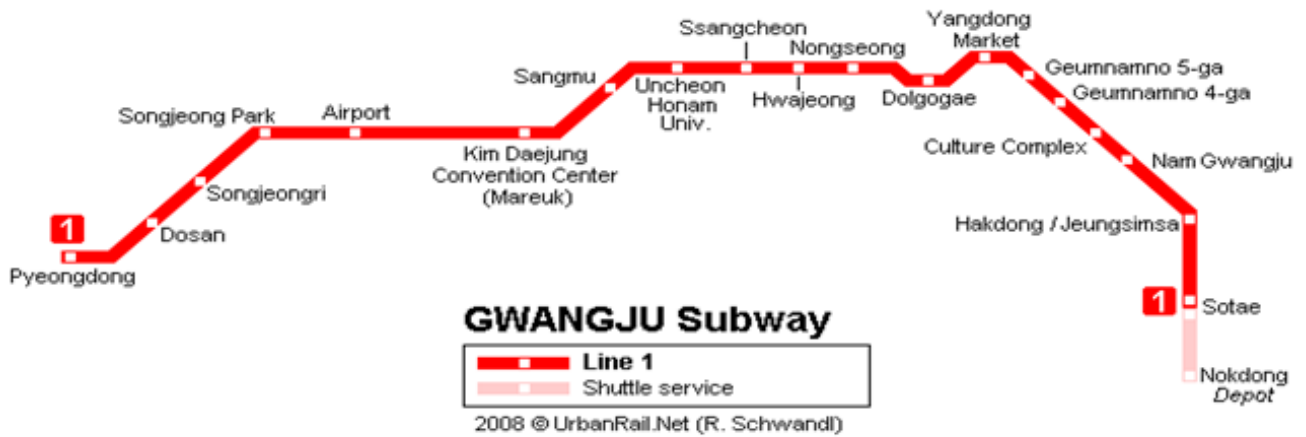 Yangdong
Market
Ssangcheon
Nongseong
Geumnamno 5-ga
Sangmu
Uncheon
Honam
Univ.
Hwajeong
Dolgogae
Geumnamno 4-ga
Songjeong Park
Airport
Kim Daejung
Convention Center
(Mareuk)
Culture Complex
Nam Gwangju
Songjeongri
1
Dosan
Hakdong / Jeungsimsa
Pyeongdong
1
Sotae
GWANGJU Subway
Line 1
Shuttle service
Nokdong
Depot
2008 © UrbanRail.Net (R. Schwandl)